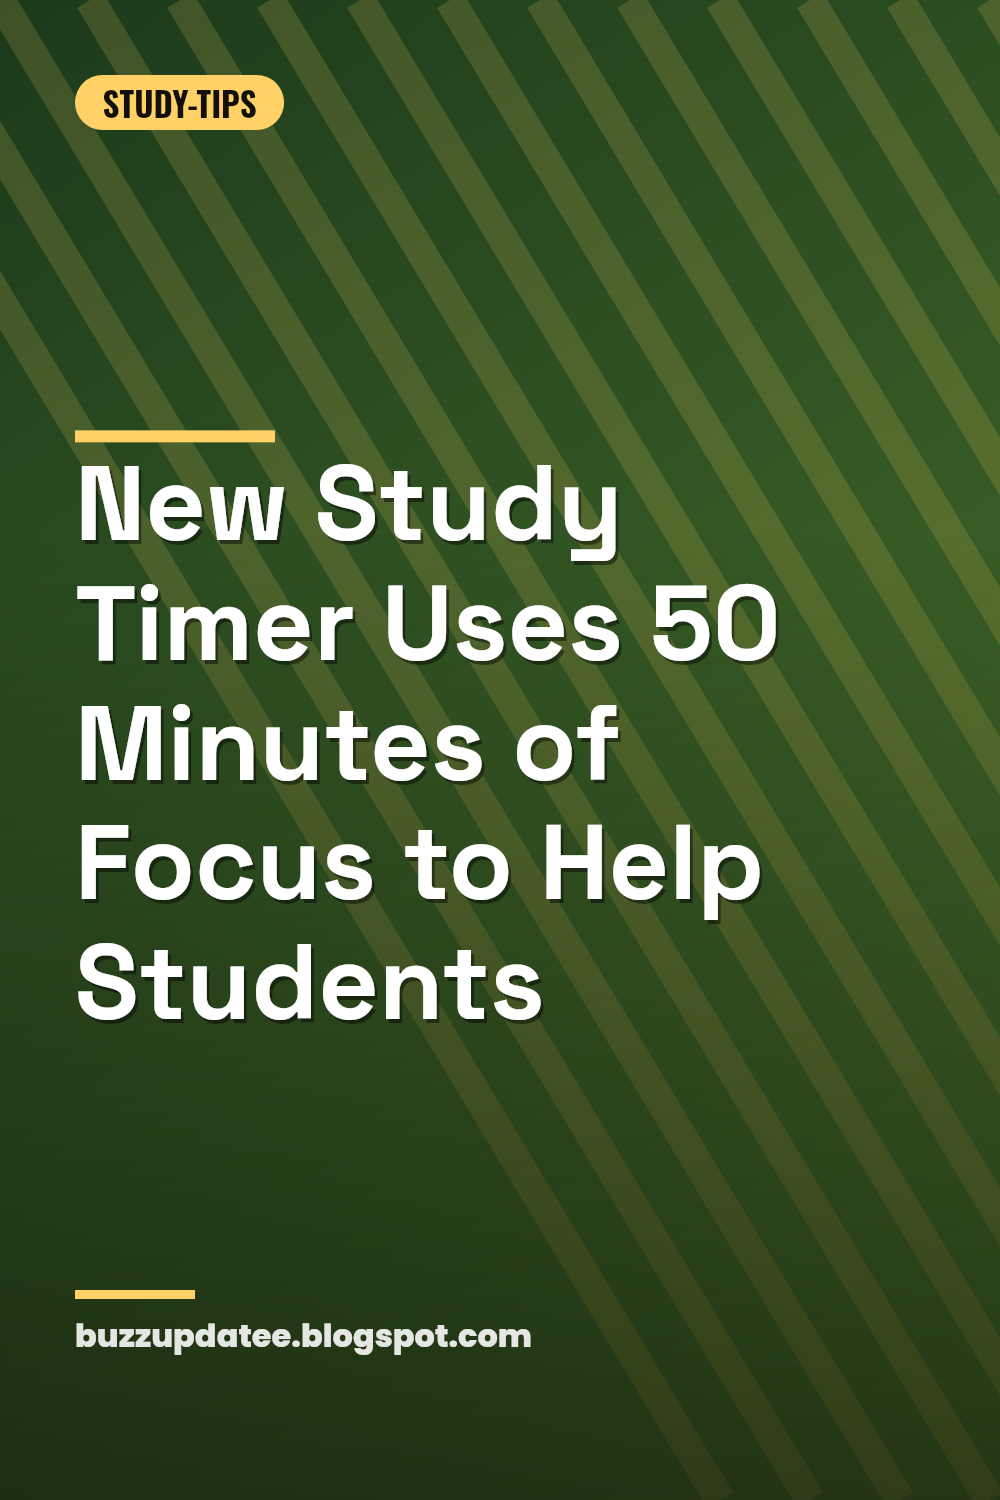 STUDY-TIPS
New Study
Timer Uses 50
Minutes of
Focus to Help
Students
buzzupdatee.blogspot.com